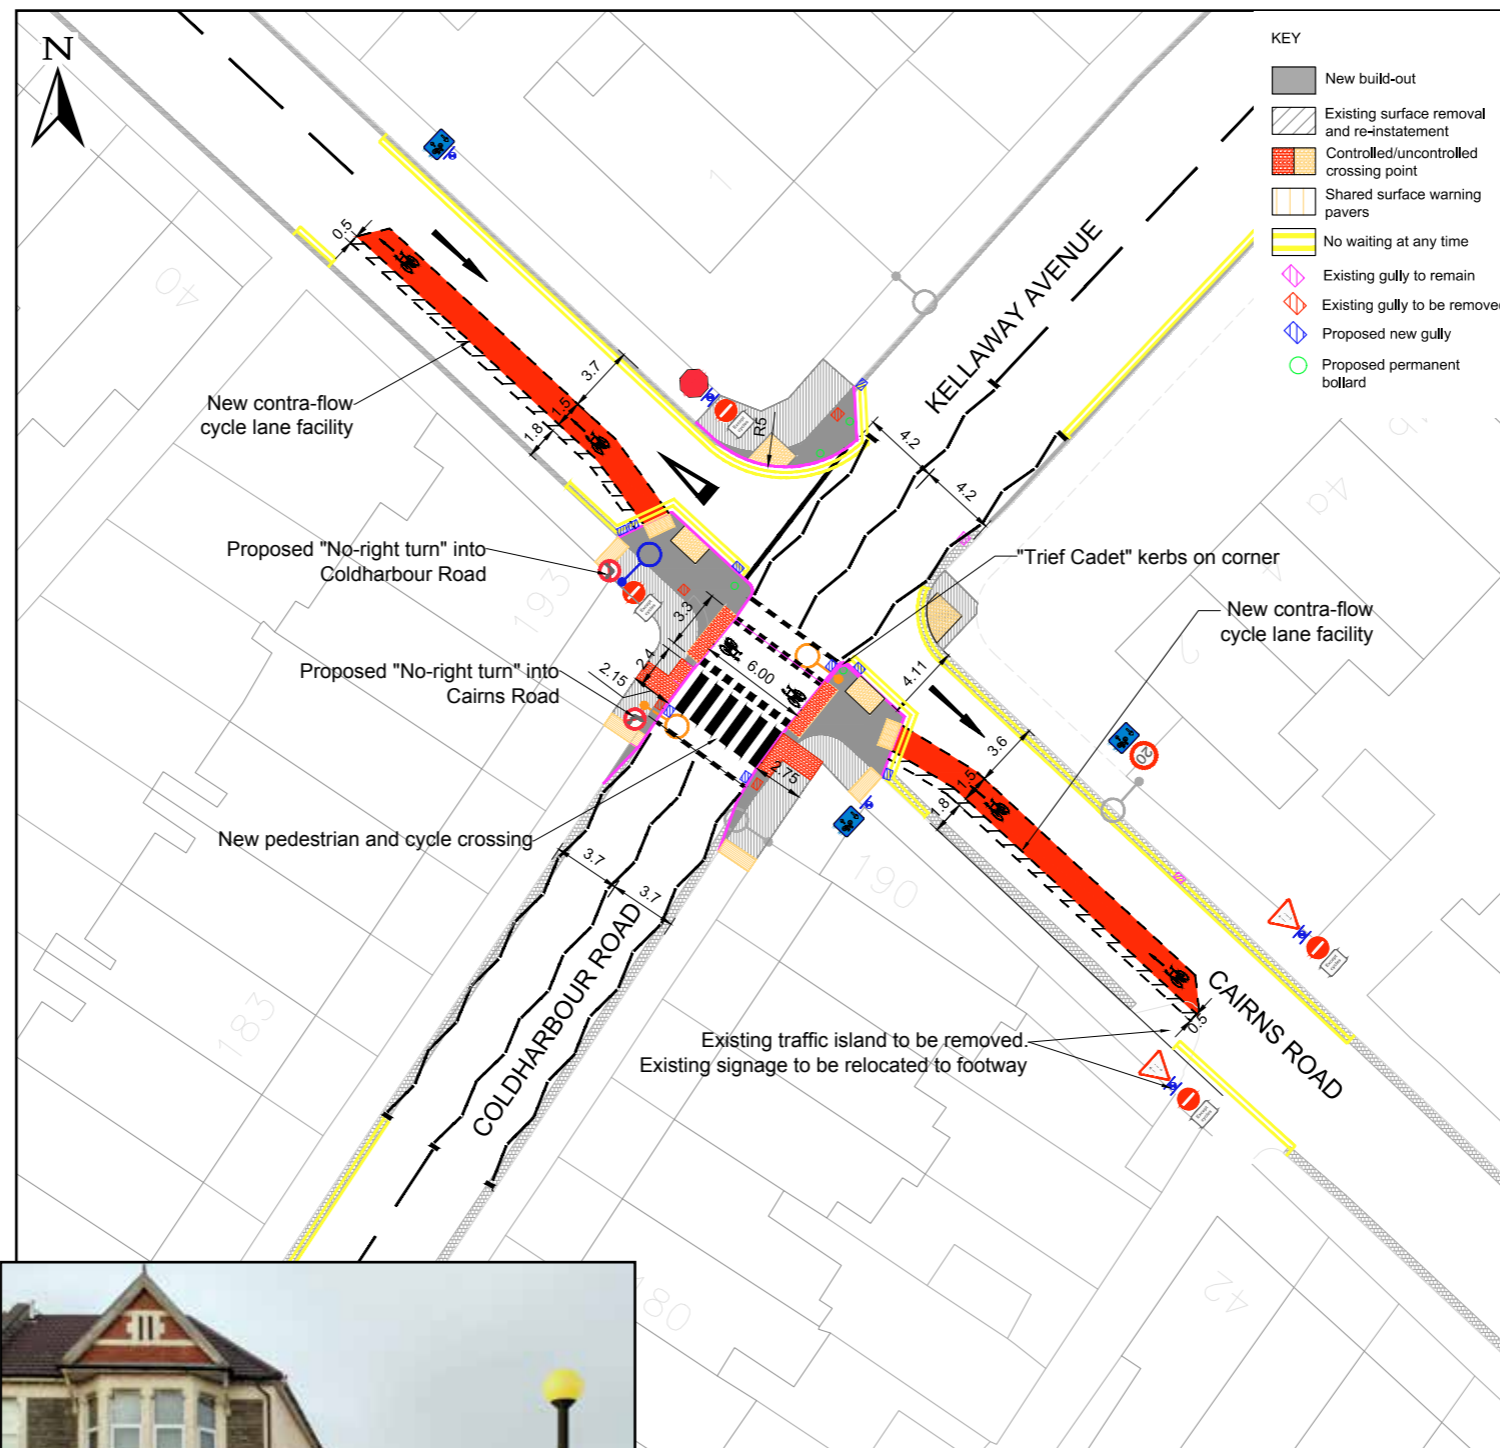 N
KEY
New build-out
Existing surface removal
and re-instatement
Controlled/uncontrolled
crossing point
Shared surface warning
pavers
No waiting at any time
Existing gully to remain
Existing gully to be removed
Proposed new gully
Proposed permanent
bollard
KELLAWAY AVENUE
1
40
0.5
3.7
1.5
1.8
New contra-flow
cycle lane facility
R5
4.2
4.2
Proposed "No-right turn" into
Coldharbour Road
"Trief Cadet" kerbs on corner
New contra-flow
cycle lane facility
193
3.3
2.4
2.15
6.00
4.11
Proposed "No-right turn" into
Cairns Road
49
4
2
20
3.6
1.5
1.8
2.75
New pedestrian and cycle crossing
3.7
3.7
190
COLDHARBOUR ROAD
CAIRNS ROAD
0.5
183
Existing traffic island to be removed.
Existing signage to be relocated to footway
180
42